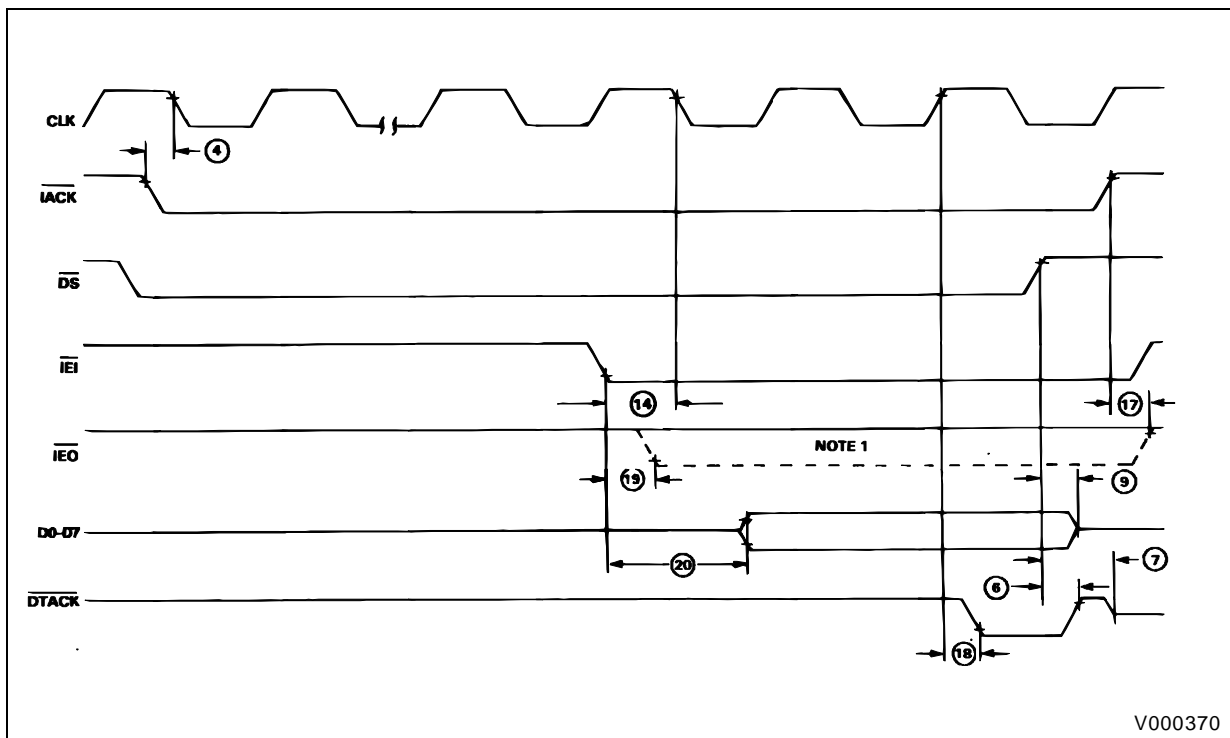 CLK
4
IACK
DS
IEI
14
17
IEO
NOTE 1
19
9
D0-D7
20
7
6
DTACK
18
V000370